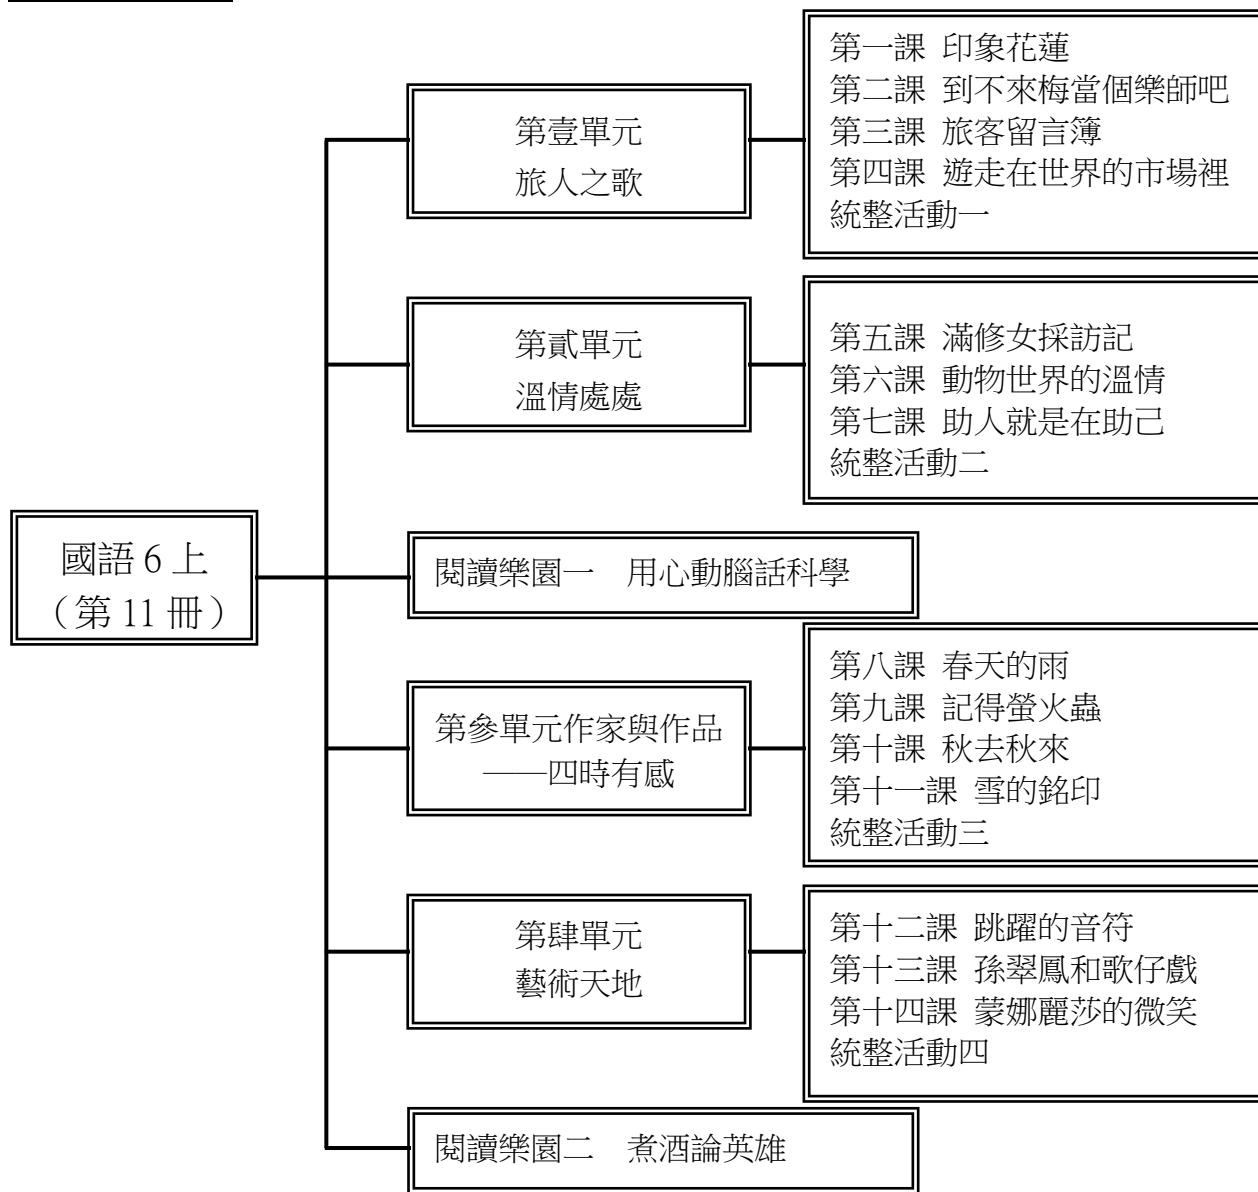 國語 6 上
（第 11 冊）
第壹單元
旅人之歌
第一課 印象花蓮
第二課 到不來梅當個樂師吧
第三課 旅客留言簿
第四課 遊走在世界的市場裡
統整活動一
第貳單元
溫情處處
第五課 滿修女採訪記
第六課 動物世界的溫情
第七課 助人就是在助己
統整活動二
閱讀樂園一　用心動腦話科學
第參單元作家與作品
——四時有感
第八課 春天的雨
第九課 記得螢火蟲
第十課 秋去秋來
第十一課 雪的銘印
統整活動三
第肆單元
藝術天地
第十二課 跳躍的音符
第十三課 孫翠鳳和歌仔戲
第十四課 蒙娜麗莎的微笑
統整活動四
閱讀樂園二　煮酒論英雄